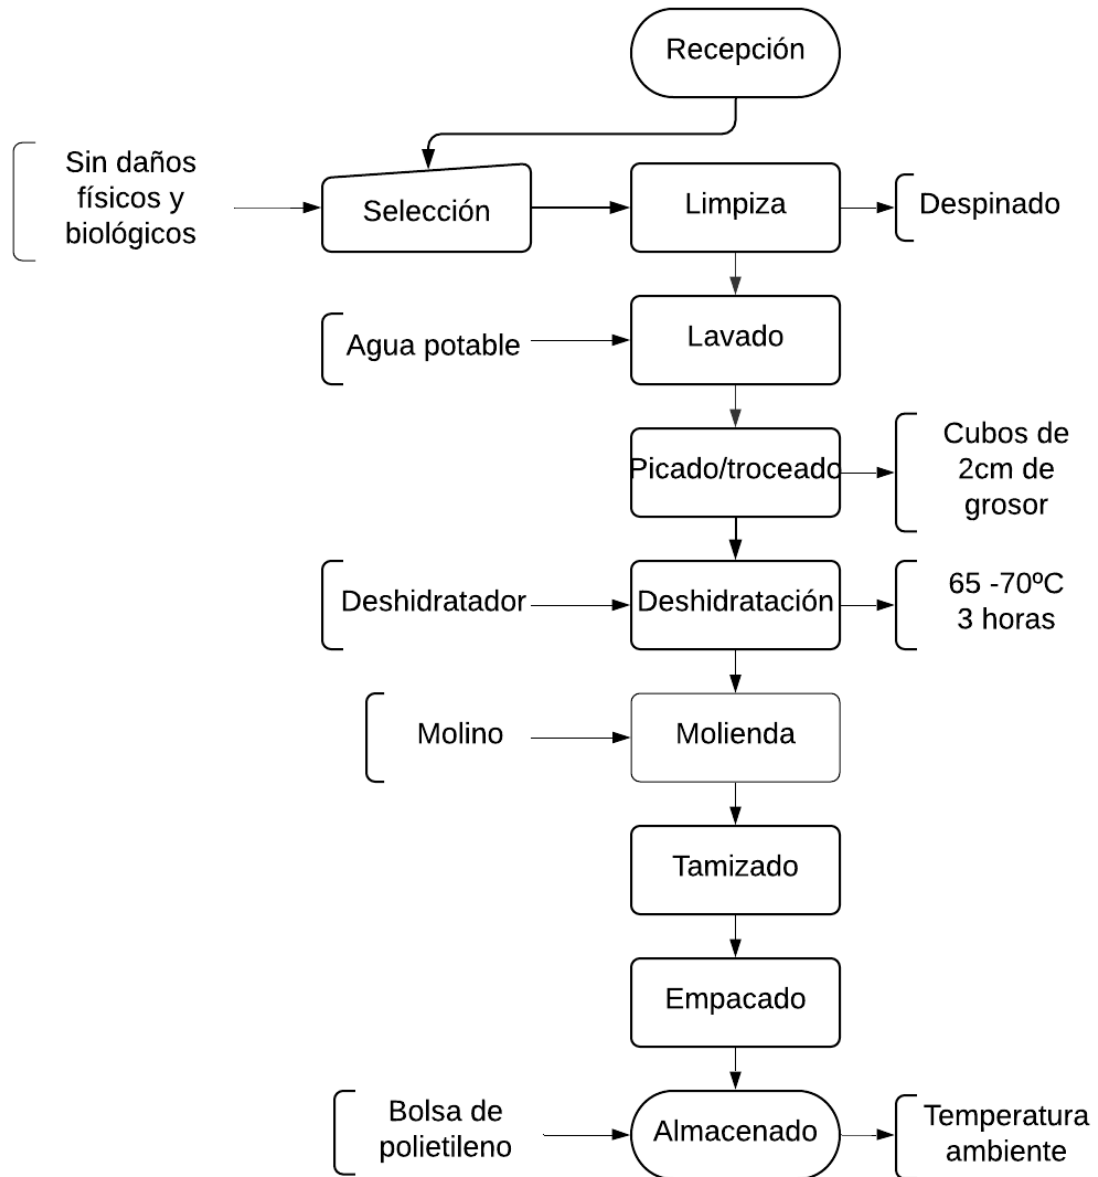 Recepción
Sin daños
físicos y
biológicos
Selección
Limpiza
Despinado
Agua potable
Lavado
Picado/troceado
Cubos de
2cm de
grosor
Deshidratador
Deshidratación
65 -70ºC
3 horas
Molino
Molienda
Tamizado
Empacado
Bolsa de
polietileno
Almacenado
Temperatura
ambiente